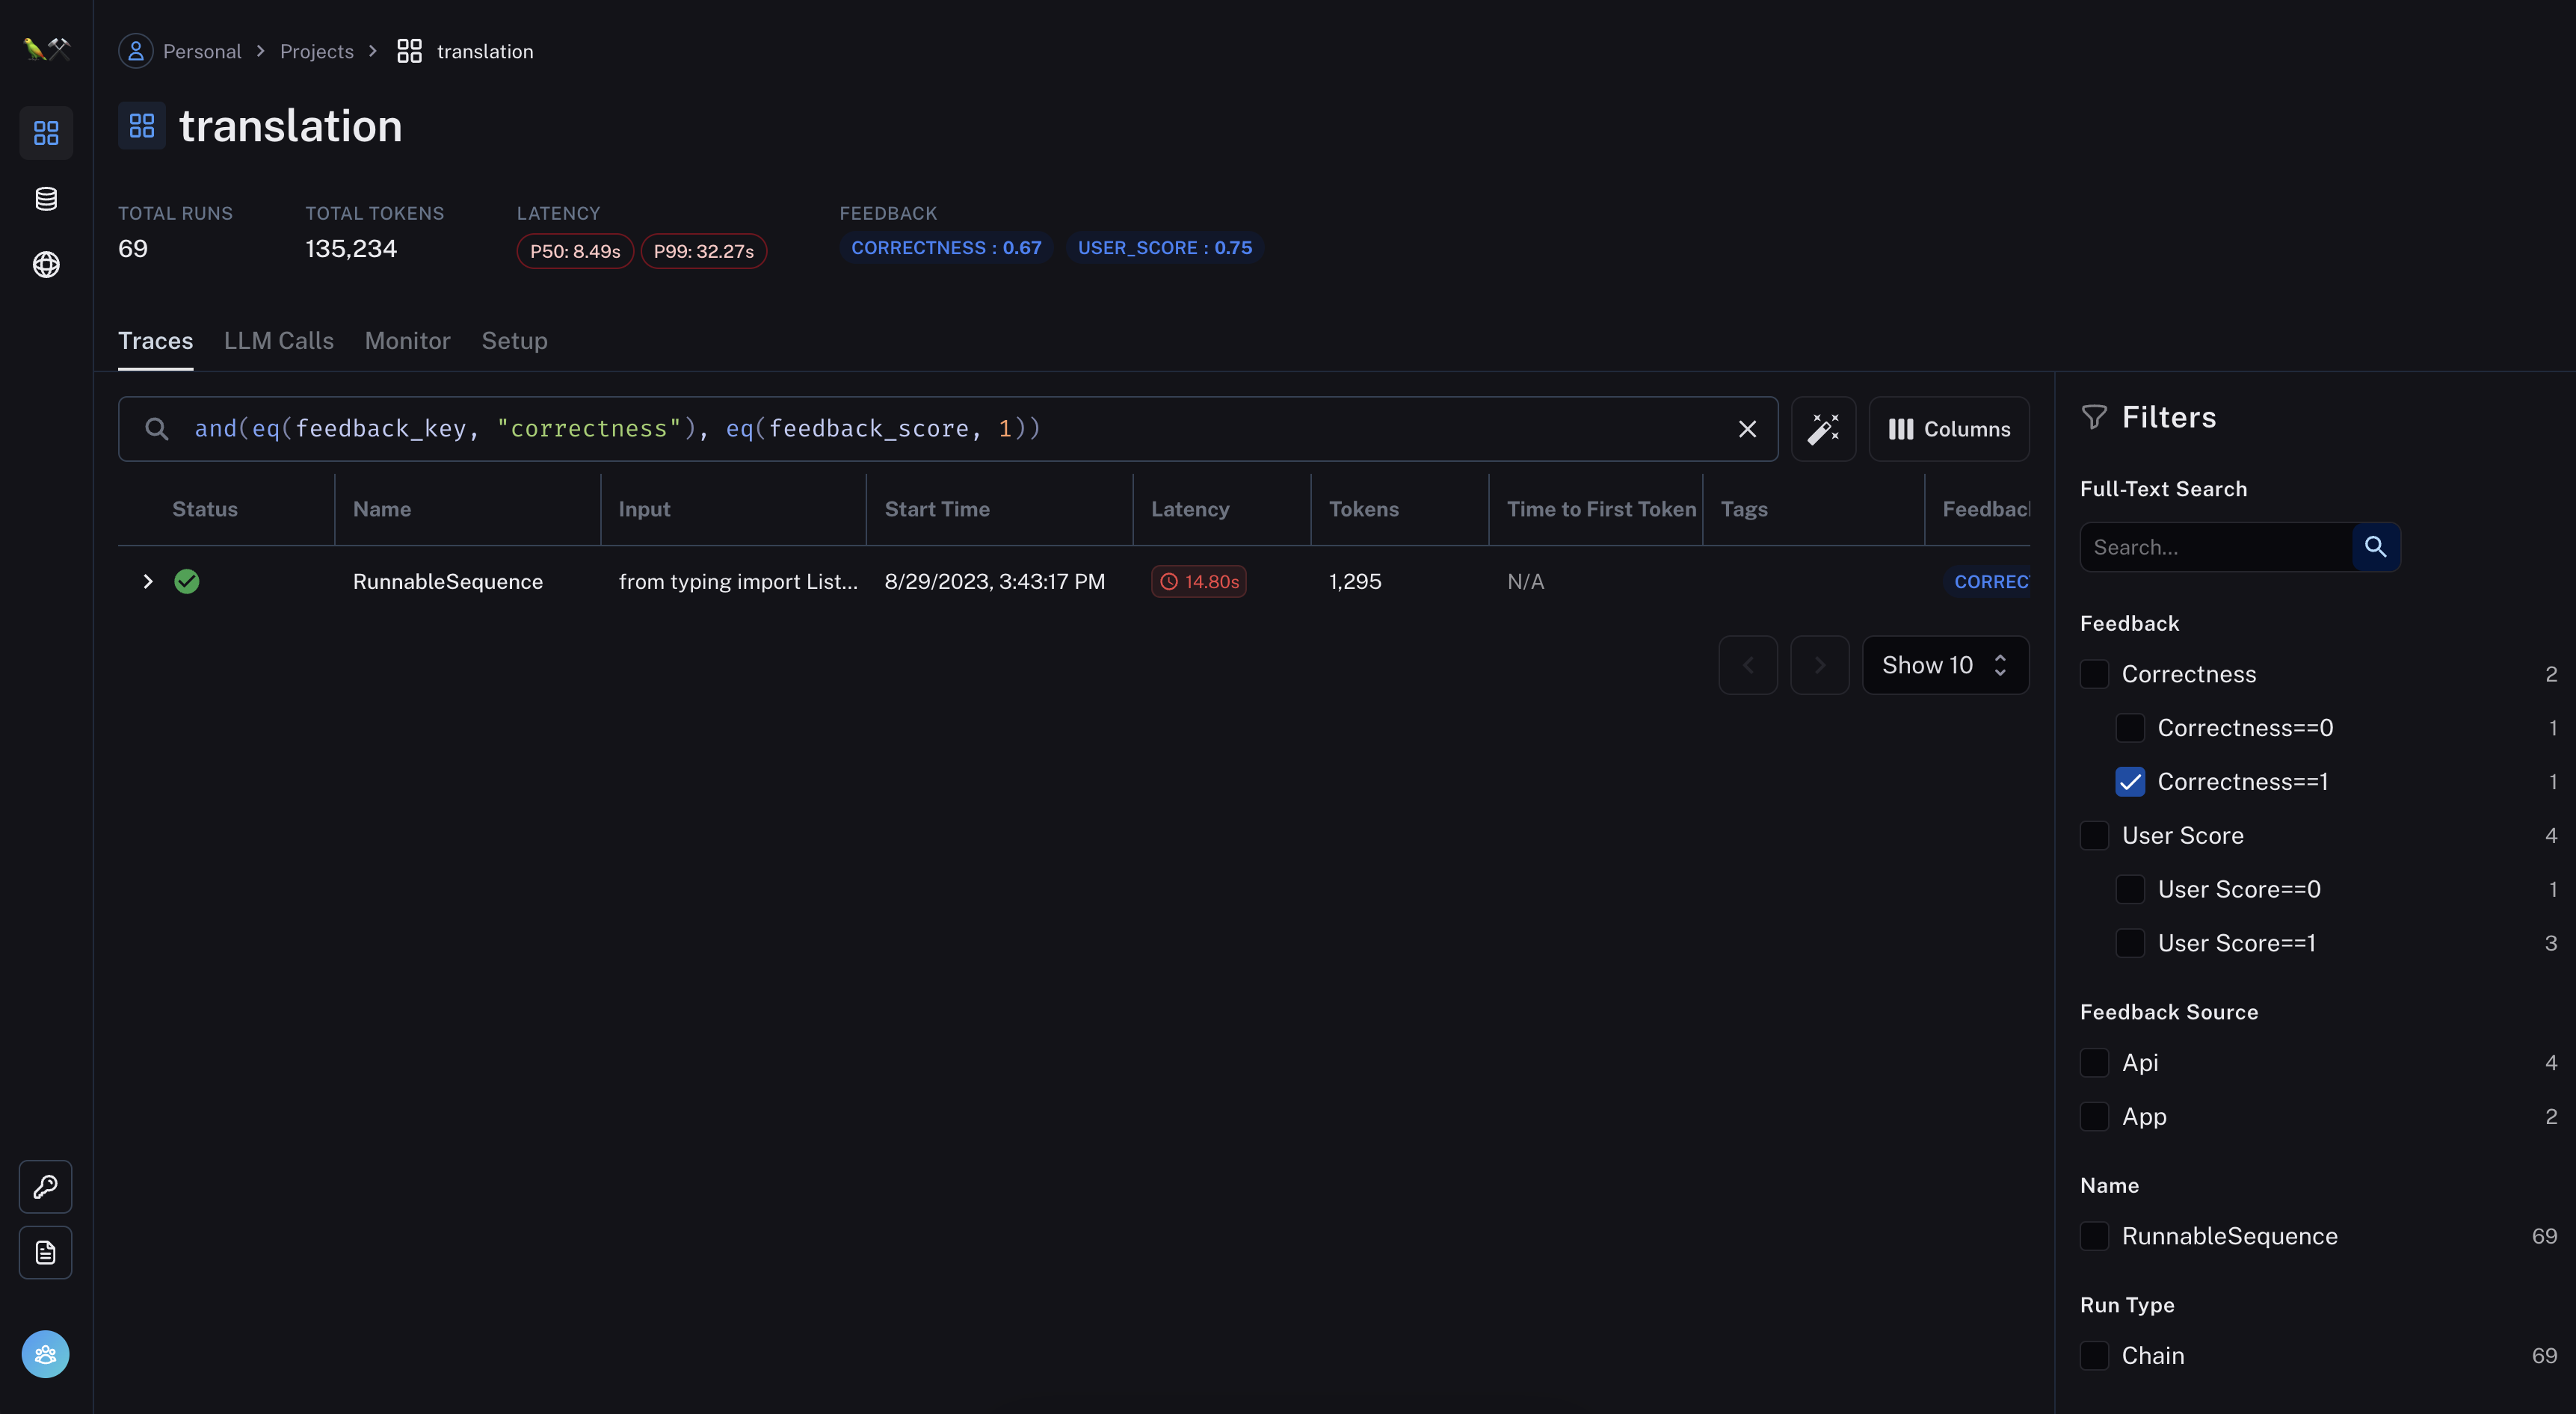 Personal > Projects > translation
translation
TOTAL RUNS TOTAL TOKENS LATENCY FEEDBACK
69 135,234 P50: 8.49s P99: 32.27s CORRECTNESS : 0.67 USER_SCORE : 0.75
Traces LLM Calls Monitor Setup
and(eq(feedback_key, "correctness"), eq(feedback_score, 1))
Columns
Status Name Input Start Time Latency Tokens Time to First Token Tags Feedbac
RunnableSequence from typing import List... 8/29/2023, 3:43:17 PM 14.80s 1,295 N/A CORREC
Show 10
Filters
Full-Text Search
Search...
Feedback
Correctness 2
Correctness==0 1
Correctness==1 1
User Score 4
User Score==0 1
User Score==1 3
Feedback Source
Api 4
App 2
Name
RunnableSequence 69
Run Type
Chain 69